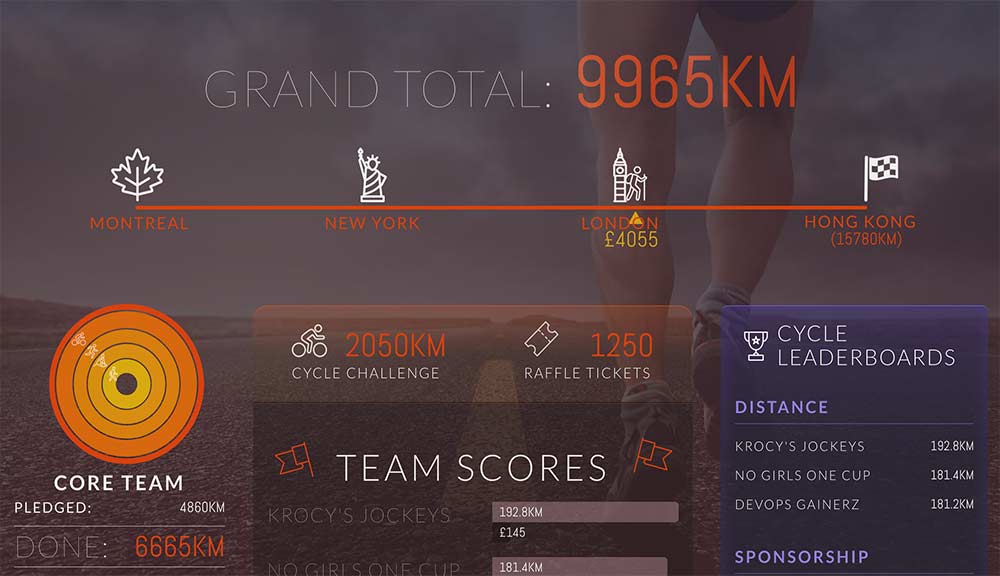 GRAND TOTAL: 9965KM
MONTREAL
NEW YORK
LONDON
£4055
HONG KONG
(15780KM)
CORE TEAM
PLEDGED: 4860KM
DONE: 6665KM
2050KM
CYCLE CHALLENGE
1250
RAFFLE TICKETS
TEAM SCORES
KROCY'S JOCKEYS 192.8KM
£145
NO GIRLS ONE CUP 181.4KM
CYCLE
LEADERBOARDS
DISTANCE
KROCY'S JOCKEYS 192.8KM
NO GIRLS ONE CUP 181.4KM
DEVOPS GAINERZ 181.2KM
SPONSORSHIP